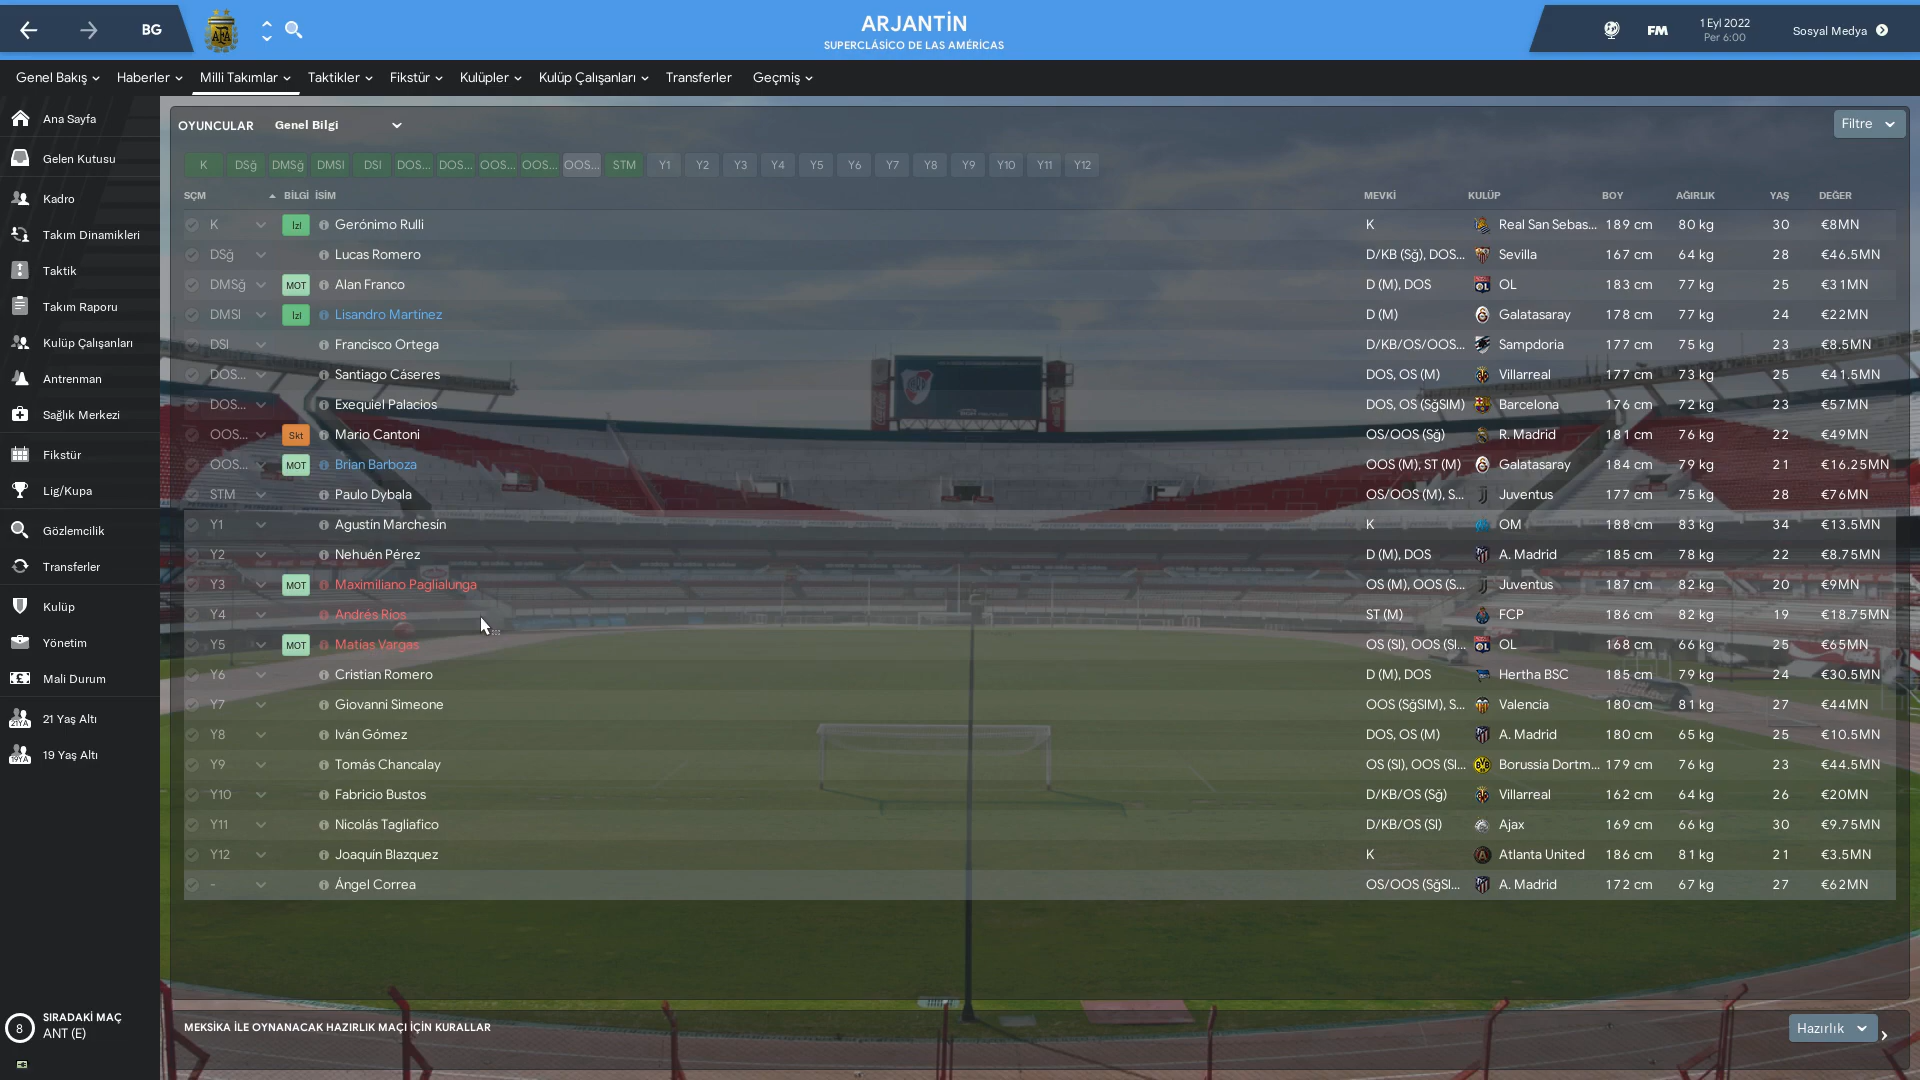 BG
ARJANTİN
SUPERCLÁSICO DE LAS AMÉRICAS
FM
1 Eyl 2022
Per 6:00
Sosyal Medya
Genel Bakış Haberler Milli Takımlar Taktikler Fikstür Kulüpler Kulüp Çalışanları Transferler Geçmiş
Ana Sayfa
Gelen Kutusu
Kadro
Takım Dinamikleri
Taktik
Takım Raporu
Kulüp Çalışanları
Antrenman
Sağlık Merkezi
Fikstür
Lig/Kupa
Gözlemcilik
Transferler
Kulüp
Yönetim
Mali Durum
21YA 21 Yaş Altı
19YA 19 Yaş Altı
SIRADAKİ MAÇ
8 ANT (E)
OYUNCULAR Genel Bilgi Filtre
K DSğ DMSğ DMSl DSl DOS... DOS... OOS... OOS... OOS... STM Y1 Y2 Y3 Y4 Y5 Y6 Y7 Y8 Y9 Y10 Y11 Y12
SÇM BİLGİ İSİM MEVKİ KULÜP BOY AĞIRLIK YAŞ DEĞER
K İzl Gerónimo Rulli K Real San Sebas... 189 cm 80 kg 30 €8MN
DSğ Lucas Romero D/KB (Sğ), DOS... Sevilla 167 cm 64 kg 28 €46.5MN
DMSğ MOT Alan Franco D (M), DOS OL 183 cm 77 kg 25 €31MN
DMSl İzl Lisandro Martínez D (M) Galatasaray 178 cm 77 kg 24 €22MN
DSl Francisco Ortega D/KB/OS/OOS... Sampdoria 177 cm 75 kg 23 €8.5MN
DOS... Santiago Cáseres DOS, OS (M) Villarreal 177 cm 73 kg 25 €41.5MN
DOS... Exequiel Palacios DOS, OS (SğSlM) Barcelona 176 cm 72 kg 23 €57MN
OOS... Skt Mario Cantoni OS/OOS (Sğ) R. Madrid 181 cm 76 kg 22 €49MN
OOS... MOT Brian Barboza OOS (M), ST (M) Galatasaray 184 cm 79 kg 21 €16.25MN
STM Paulo Dybala OS/OOS (M), S... Juventus 177 cm 75 kg 28 €76MN
Y1 Agustín Marchesín K OM 188 cm 83 kg 34 €13.5MN
Y2 Nehuén Pérez D (M), DOS A. Madrid 185 cm 78 kg 22 €8.75MN
Y3 MOT Maximiliano Paglialunga OS (M), OOS (S... Juventus 187 cm 82 kg 20 €9MN
Y4 Andrés Ríos ST (M) FCP 186 cm 82 kg 19 €18.75MN
Y5 MOT Matías Vargas OS (Sl), OOS (Sl... OL 168 cm 66 kg 25 €65MN
Y6 Cristian Romero D (M), DOS Hertha BSC 185 cm 79 kg 24 €30.5MN
Y7 Giovanni Simeone OOS (SğSlM), S... Valencia 180 cm 81 kg 27 €44MN
Y8 Iván Gómez DOS, OS (M) A. Madrid 180 cm 65 kg 25 €10.5MN
Y9 Tomás Chancalay OS (Sl), OOS (Sl... Borussia Dortm... 179 cm 76 kg 23 €44.5MN
Y10 Fabricio Bustos D/KB/OS (Sğ) Villarreal 162 cm 64 kg 26 €20MN
Y11 Nicolás Tagliafico D/KB/OS (Sl) Ajax 169 cm 66 kg 30 €9.75MN
Y12 Joaquín Blazquez K Atlanta United 186 cm 81 kg 21 €3.5MN
- Ángel Correa OS/OOS (SğSl... A. Madrid 172 cm 67 kg 27 €62MN
MEKSİKA İLE OYNANACAK HAZIRLIK MAÇI İÇİN KURALLAR Hazırlık